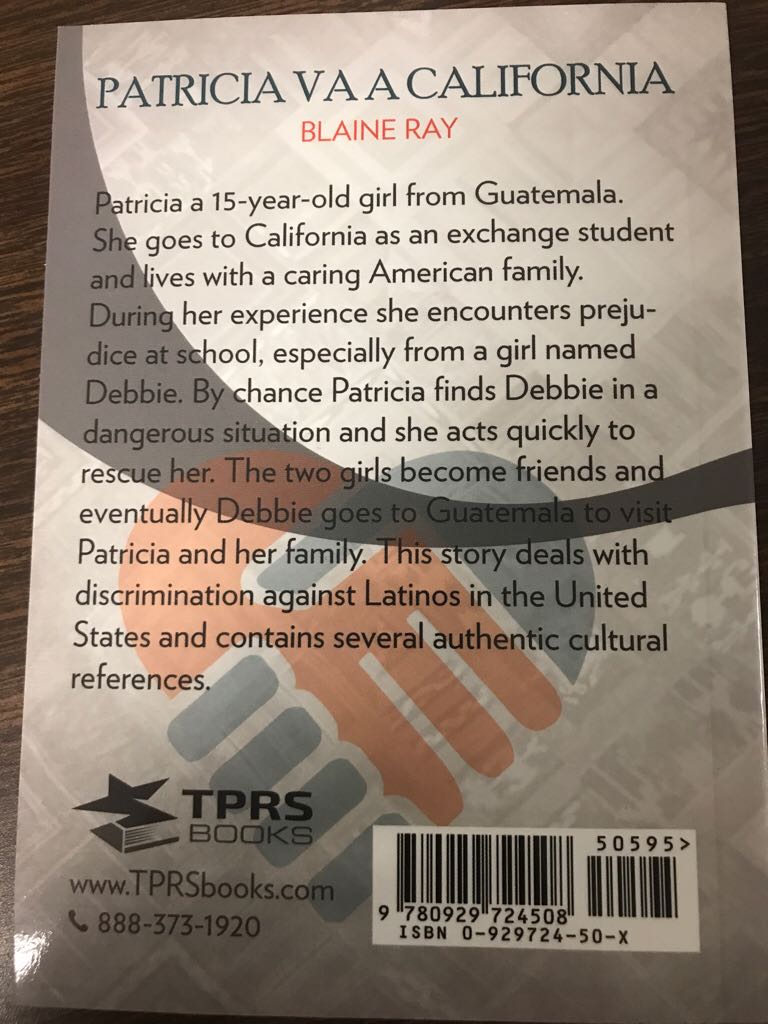 PATRICIA VA A CALIFORNIA
BLAINE RAY
Patricia a 15-year-old girl from Guatemala.
She goes to California as an exchange student
and lives with a caring American family.
During her experience she encounters preju-
dice at school, especially from a girl named
Debbie. By chance Patricia finds Debbie in a
dangerous situation and she acts quickly to
rescue her. The two girls become friends and
eventually Debbie goes to Guatemala to visit
Patricia and her family. This story deals with
discrimination against Latinos in the United
States and contains several authentic cultural
references.
TPRS
BOOKS
www.TPRSbooks.com
888-373-1920
50595>
9 780929 724508
ISBN 0-929724-50-X